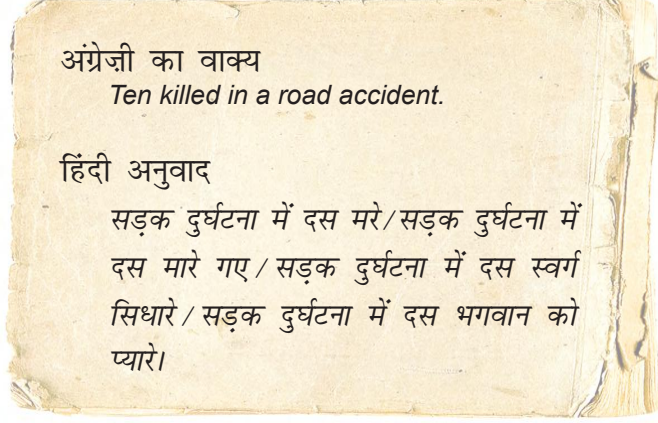 अंग्रेज़ी का वाक्य
Ten killed in a road accident.
हिंदी अनुवाद
सड़क दुर्घटना में दस मरे/सड़क दुर्घटना में
दस मारे गए / सड़क दुर्घटना में दस स्वर्ग
सिधारे / सड़क दुर्घटना में दस भगवान को
प्यारे।